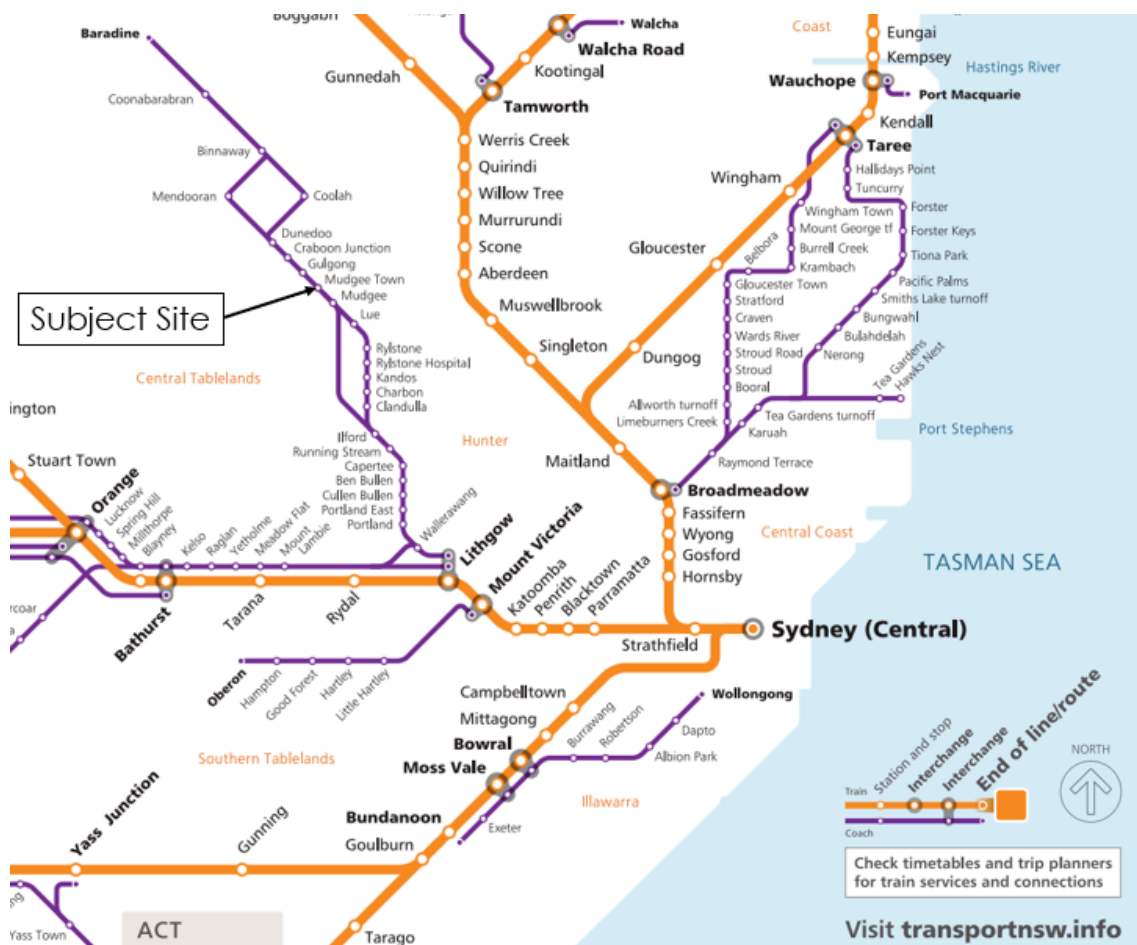 Boggabri
Baradine
Coonabarabran
Binnaway
Mendooran
Coolah
Dunedoo
Craboon Junction
Gulgong
Mudgee Town
Mudgee
Lue
Subject Site
Rylstone
Rylstone Hospital
Kandos
Charbon
Clandulla
Ilford
Running Stream
Capertee
Ben Bullen
Cullen Bullen
Portland East
Portland
Wallerawang
Central Tablelands
Gunnedah
Walcha
Walcha Road
Kootingal
Tamworth
Werris Creek
Quirindi
Willow Tree
Murrurundi
Scone
Aberdeen
Muswellbrook
Singleton
Hunter
Maitland
Coast
Eungai
Kempsey
Hastings River
Wauchope
Port Macquarie
Kendall
Taree
Wingham
Gloucester
Dungog
Hallidays Point
Tuncurry
Forster
Forster Keys
Tiona Park
Pacific Palms
Smiths Lake turnoff
Bungwahl
Bulahdelah
Nerong
Wingham Town
Mount George tf
Burrell Creek
Krambach
Belbora
Gloucester Town
Stratford
Craven
Wards River
Stroud Road
Stroud
Booral
Allworth turnoff
Limeburners Creek
Tea Gardens
Hawks Nest
Tea Gardens turnoff
Karuah
Raymond Terrace
Port Stephens
Broadmeadow
Fassifern
Wyong
Gosford
Hornsby
Central Coast
TASMAN SEA
ington
Stuart Town
Orange
Lucknow
Spring Hill
Millthorpe
Blayney
Kelso
Raglan
Yetholme
Meadow Flat
Mount
Lambie
Lithgow
Mount Victoria
Katoomba
Penrith
Blacktown
Parramatta
Strathfield
Sydney (Central)
rcoar
a
Bathurst
Tarana
Rydal
Oberon
Hampton
Good Forest
Hartley
Little Hartley
Southern Tablelands
Campbelltown
Mittagong
Bowral
Moss Vale
Burrawang
Robertson
Wollongong
Dapto
Albion Park
Illawarra
Exeter
Bundanoon
Goulburn
Yass Junction
Gunning
Yass Town
ACT
Tarago
Station and stop
Interchange
Interchange
End of line/route
Train
Coach
NORTH
Check timetables and trip planners
for train services and connections
Visit transportnsw.info